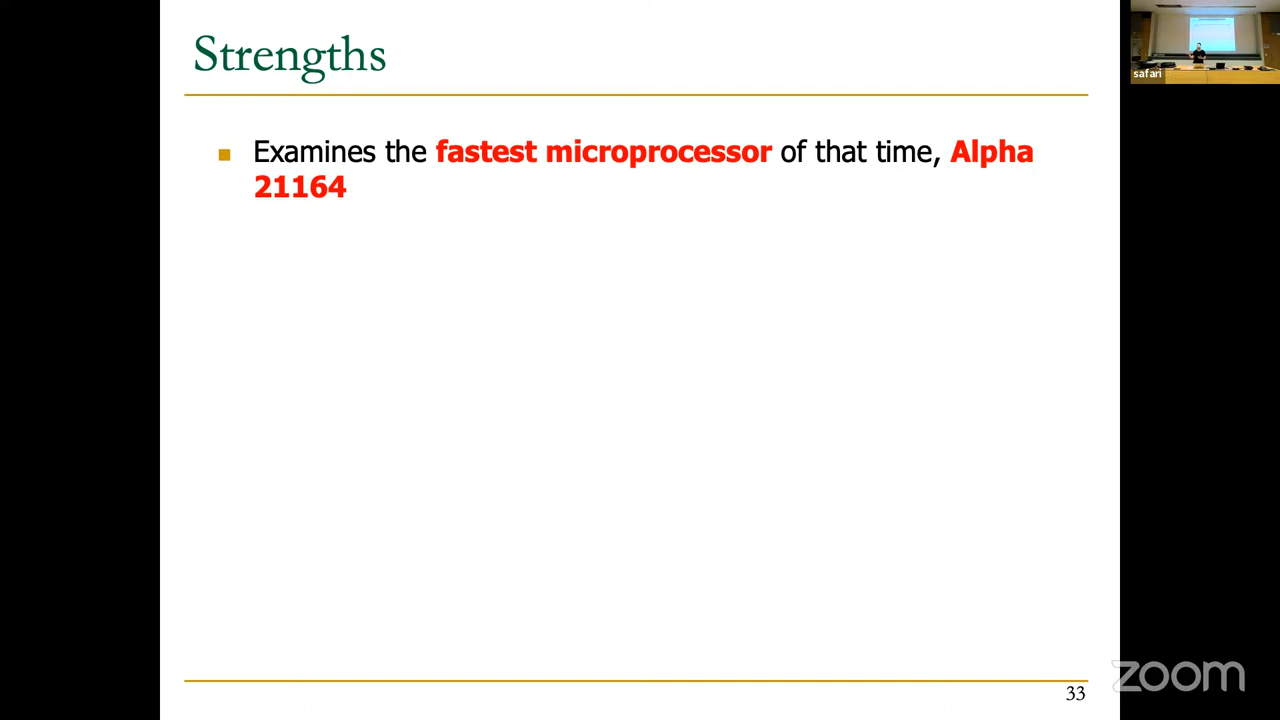 Strengths
safari
Examines the fastest microprocessor of that time, Alpha
21164
33
zoom